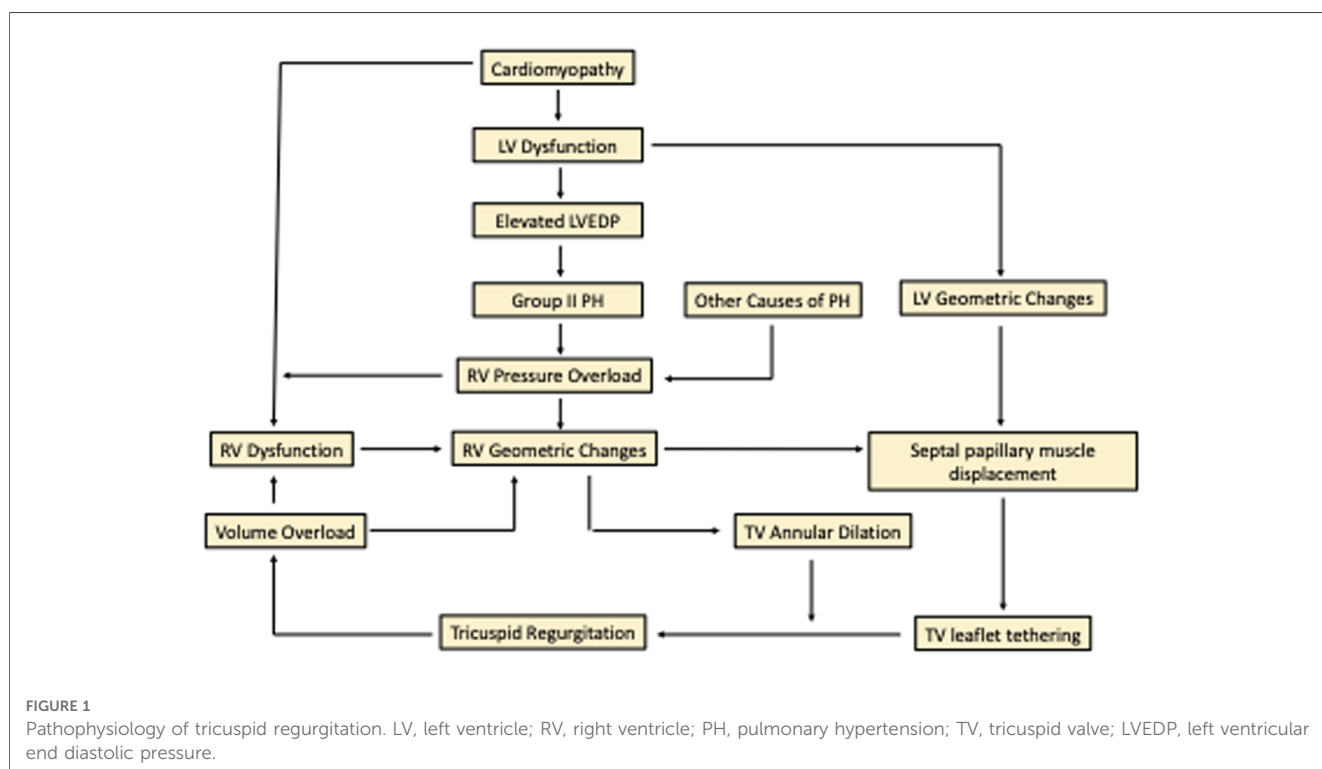 Cardiomyopathy
LV Dysfunction
Elevated LVEDP
Group II PH
Other Causes of PH
LV Geometric Changes
RV Pressure Overload
RV Dysfunction
RV Geometric Changes
Septal papillary muscle
displacement
Volume Overload
TV Annular Dilation
Tricuspid Regurgitation
TV leaflet tethering
FIGURE 1
Pathophysiology of tricuspid regurgitation. LV, left ventricle; RV, right ventricle; PH, pulmonary hypertension; TV, tricuspid valve; LVEDP, left ventricular
end diastolic pressure.